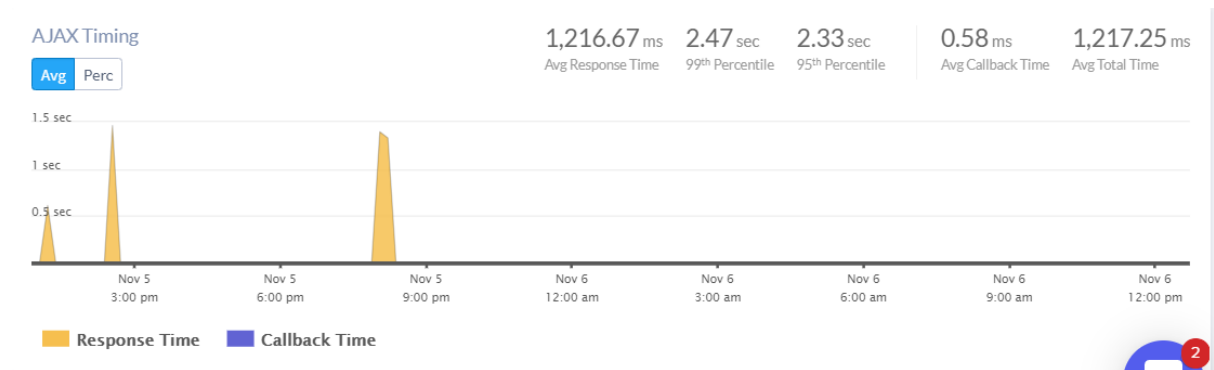 AJAX Timing
Avg Perc
1,216.67 ms 2.47 sec 2.33 sec 0.58 ms 1,217.25 ms
Avg Response Time 99th Percentile 95th Percentile Avg Callback Time Avg Total Time
1.5 sec
1 sec
0.5 sec
Nov 5 Nov 5 Nov 5 Nov 6 Nov 6 Nov 6 Nov 6 Nov 6
3:00 pm 6:00 pm 9:00 pm 12:00 am 3:00 am 6:00 am 9:00 am 12:00 pm
Response Time Callback Time
2